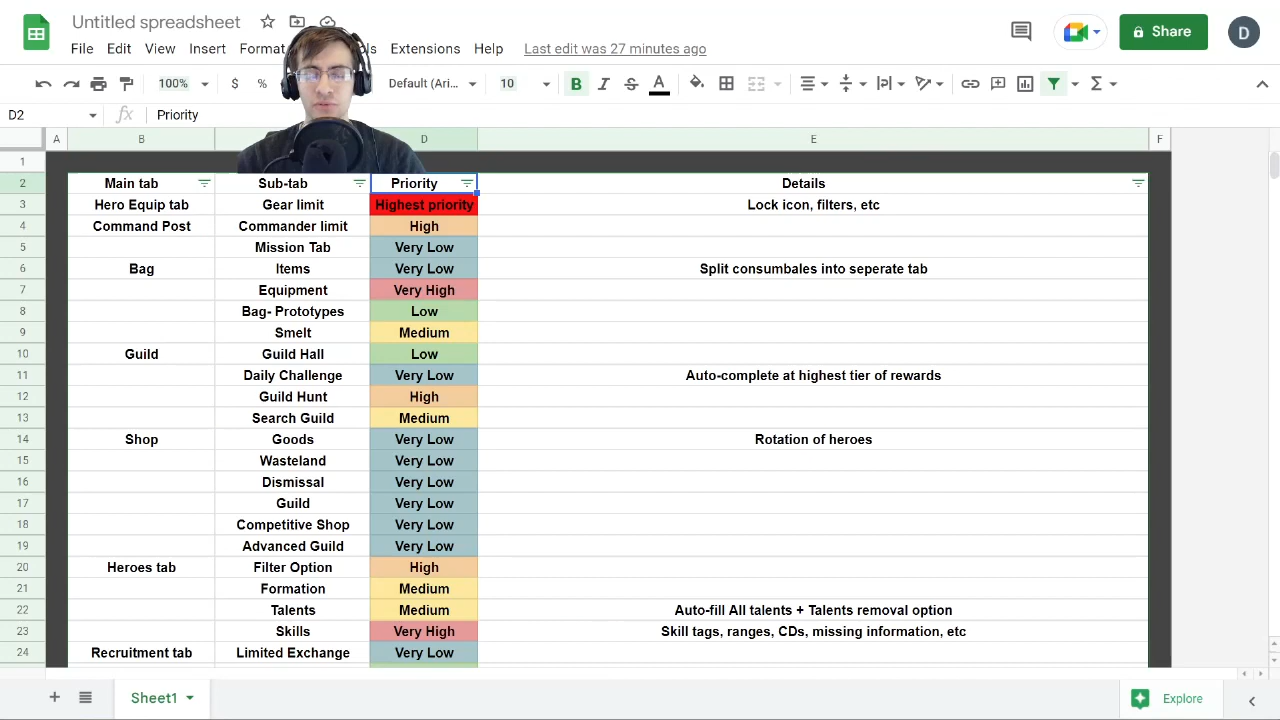 Untitled spreadsheet
File Edit View Insert Format ls Extensions Help Last edit was 27 minutes ago
Share D
100% $ % Default (Ari... 10 B I S A Σ
D2 fx Priority
A B D E F
1
2 Main tab Sub-tab Priority Details
3 Hero Equip tab Gear limit Highest priority Lock icon, filters, etc
4 Command Post Commander limit High
5 Mission Tab Very Low
6 Bag Items Very Low Split consumbales into seperate tab
7 Equipment Very High
8 Bag- Prototypes Low
9 Smelt Medium
10 Guild Guild Hall Low
11 Daily Challenge Very Low Auto-complete at highest tier of rewards
12 Guild Hunt High
13 Search Guild Medium
14 Shop Goods Very Low Rotation of heroes
15 Wasteland Very Low
16 Dismissal Very Low
17 Guild Very Low
18 Competitive Shop Very Low
19 Advanced Guild Very Low
20 Heroes tab Filter Option High
21 Formation Medium
22 Talents Medium Auto-fill All talents + Talents removal option
23 Skills Very High Skill tags, ranges, CDs, missing information, etc
24 Recruitment tab Limited Exchange Very Low
Sheet1 Explore